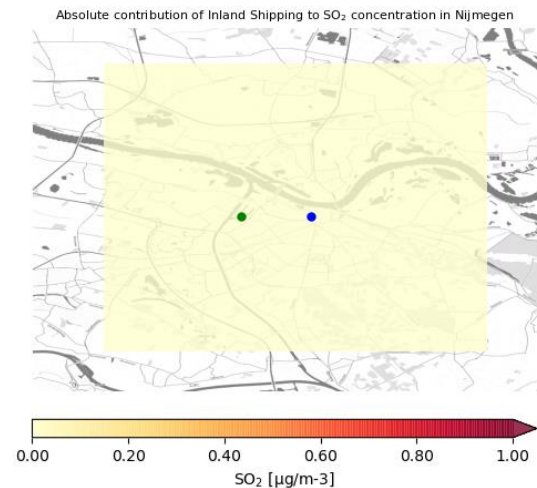 Absolute contribution of Inland Shipping to SO₂ concentration in Nijmegen
0.00 0.20 0.40 0.60 0.80 1.00
SO₂ [µg/m-3]